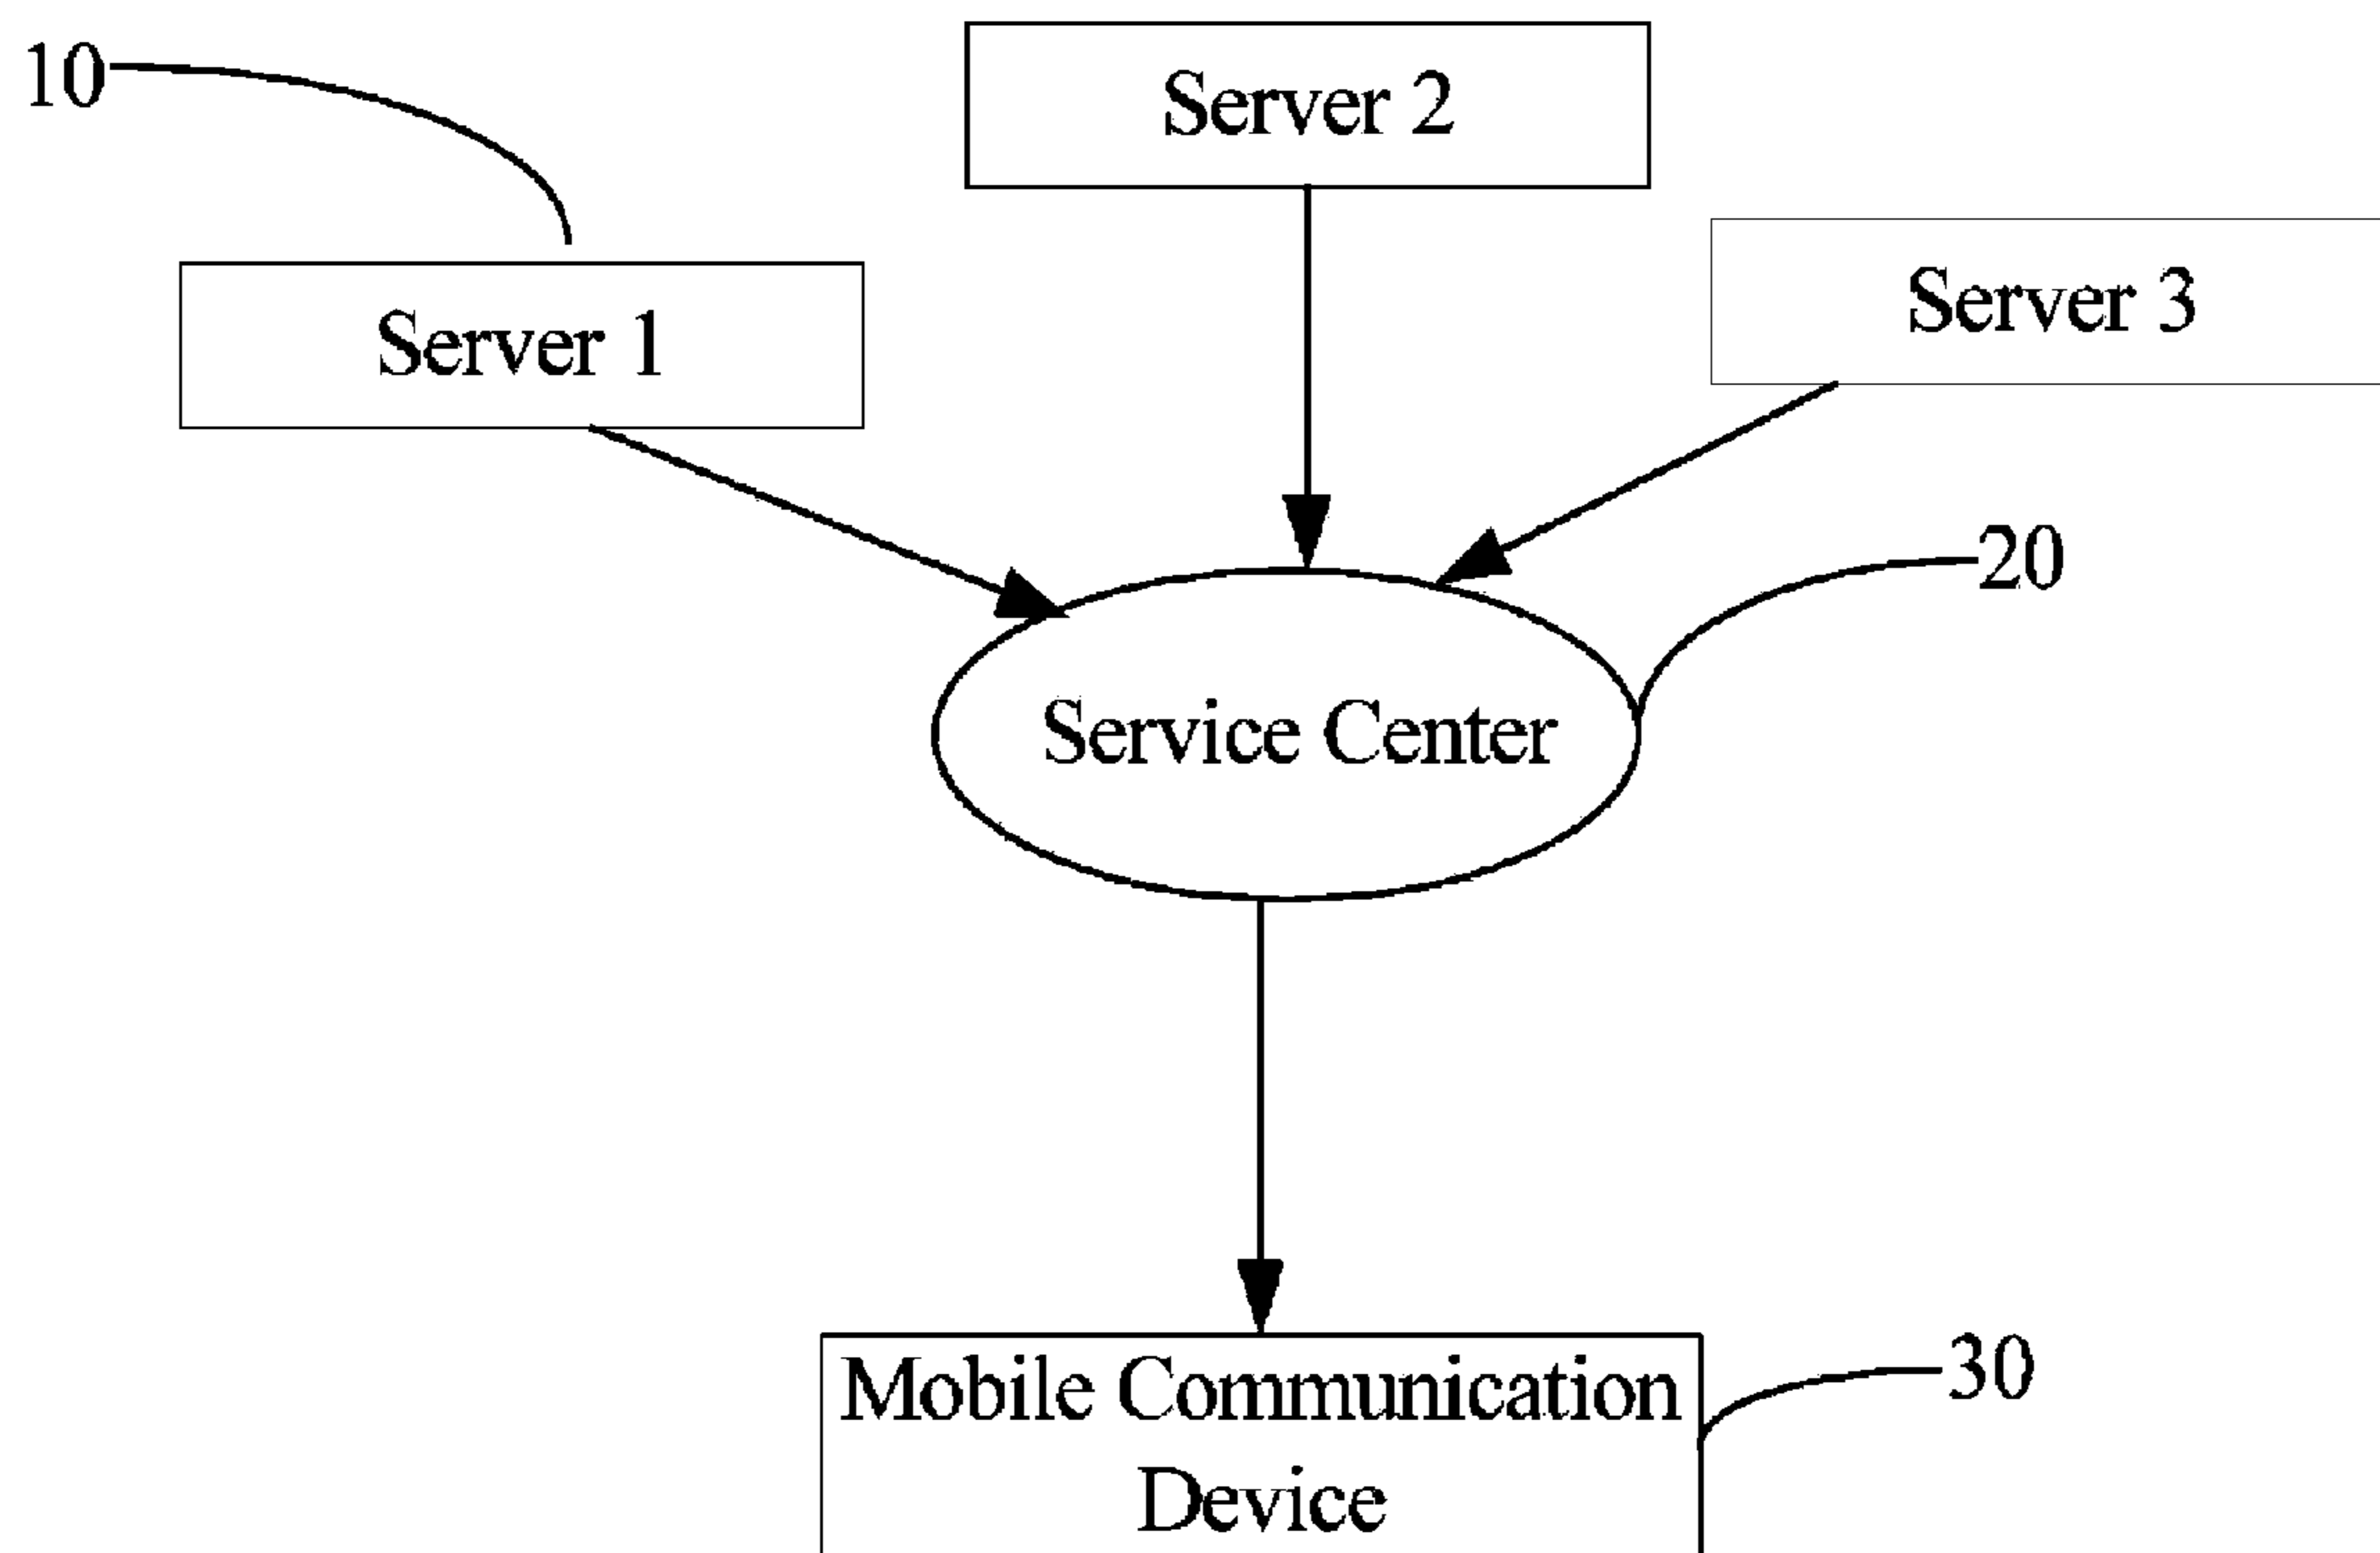 10
Server 2
Server 1
Server 3
20
Service Center
30
Mobile Communication
Device